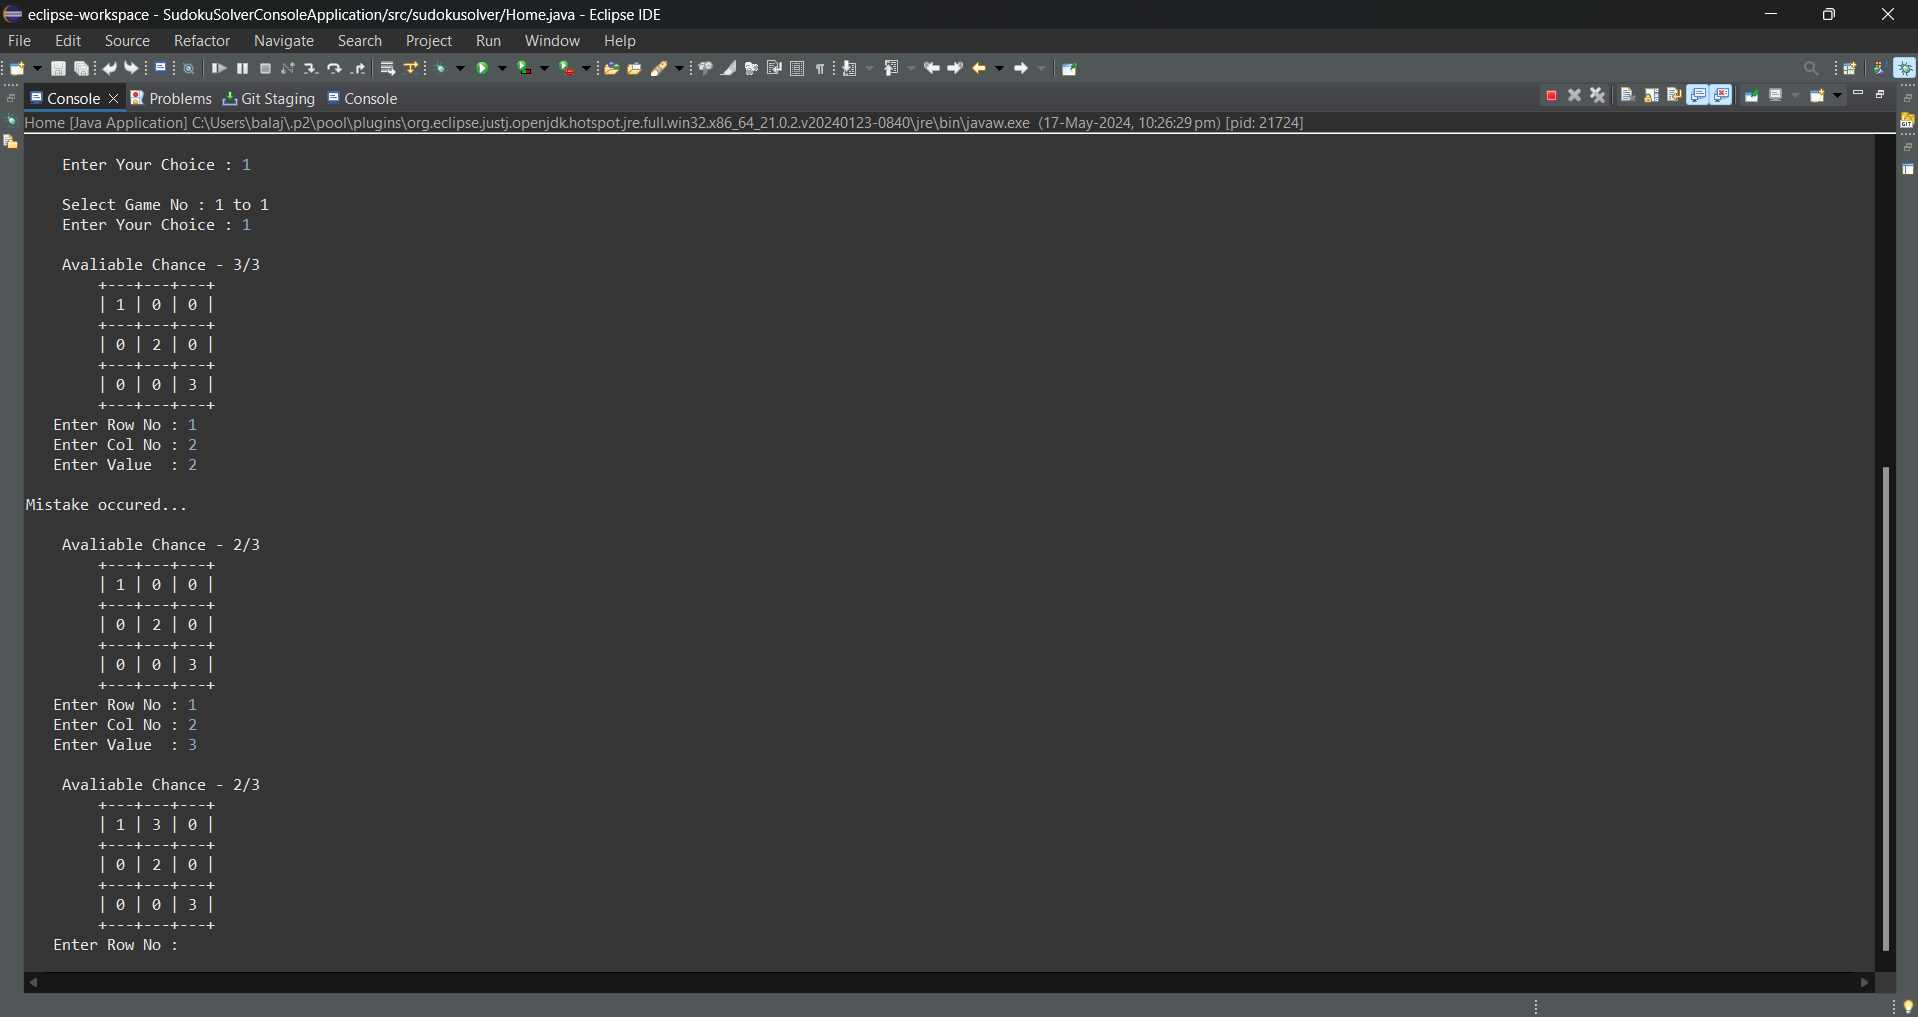 eclipse-workspace - SudokuSolverConsoleApplication/src/sudokusolver/Home.java - Eclipse IDE
File Edit Source Refactor Navigate Search Project Run Window Help
Console Problems Git Staging Console
Home [Java Application] C:\Users\balaj\.p2\pool\plugins\org.eclipse.justj.openjdk.hotspot.jre.full.win32.x86_64_21.0.2.v20240123-0840\jre\bin\javaw.exe (17-May-2024, 10:26:29 pm) [pid: 21724]
Enter Your Choice : 1
Select Game No : 1 to 1
Enter Your Choice : 1
Avaliable Chance - 3/3
+---+---+---+
| 1 | 0 | 0 |
+---+---+---+
| 0 | 2 | 0 |
+---+---+---+
| 0 | 0 | 3 |
+---+---+---+
Enter Row No : 1
Enter Col No : 2
Enter Value  : 2
Mistake occured...
Avaliable Chance - 2/3
+---+---+---+
| 1 | 0 | 0 |
+---+---+---+
| 0 | 2 | 0 |
+---+---+---+
| 0 | 0 | 3 |
+---+---+---+
Enter Row No : 1
Enter Col No : 2
Enter Value  : 3
Avaliable Chance - 2/3
+---+---+---+
| 1 | 3 | 0 |
+---+---+---+
| 0 | 2 | 0 |
+---+---+---+
| 0 | 0 | 3 |
+---+---+---+
Enter Row No :